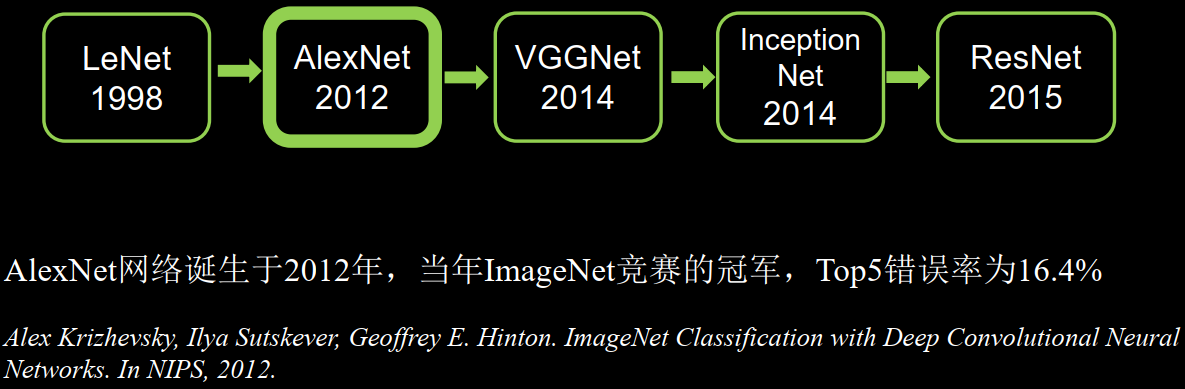 LeNet
1998
AlexNet
2012
VGGNet
2014
Inception
Net
2014
ResNet
2015
AlexNet网络诞生于2012年，当年ImageNet竞赛的冠军，Top5错误率为16.4%
Alex Krizhevsky, Ilya Sutskever, Geoffrey E. Hinton. ImageNet Classification with Deep Convolutional Neural
Networks. In NIPS, 2012.